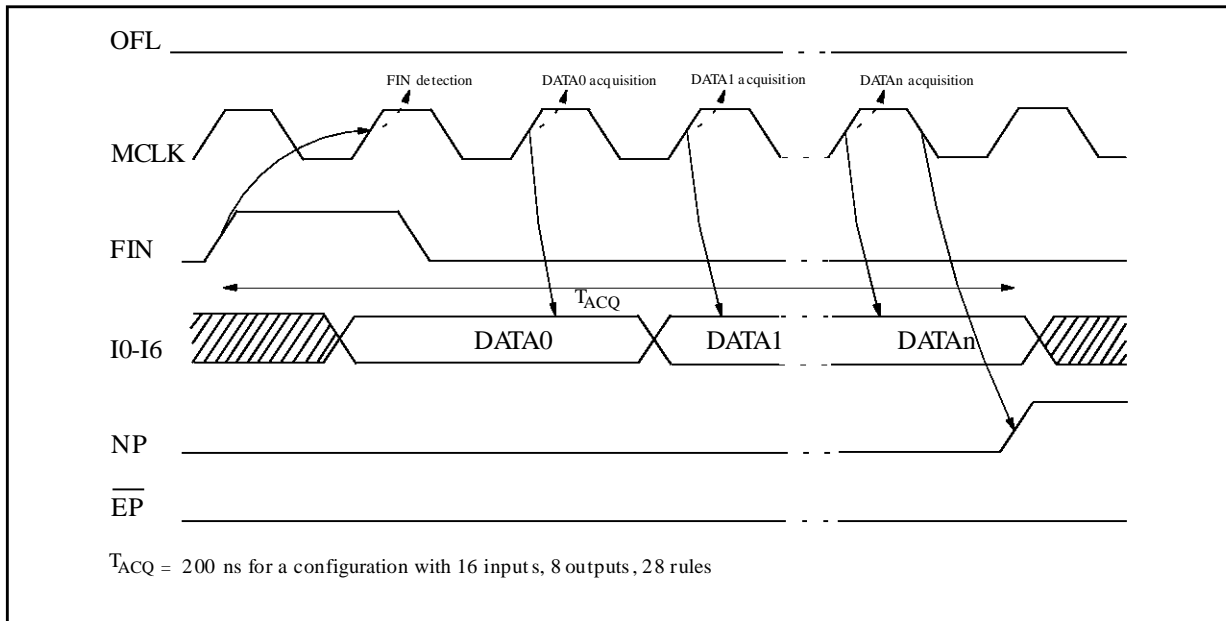 OFL
FIN detection DATA0 acquisition DATA1 acquisition DATAn acquisition
MCLK
FIN
TACQ
I0-I6 DATA0 DATA1 DATAn
NP
EP
TACQ = 200 ns for a configuration with 16 inputs, 8 outputs, 28 rules